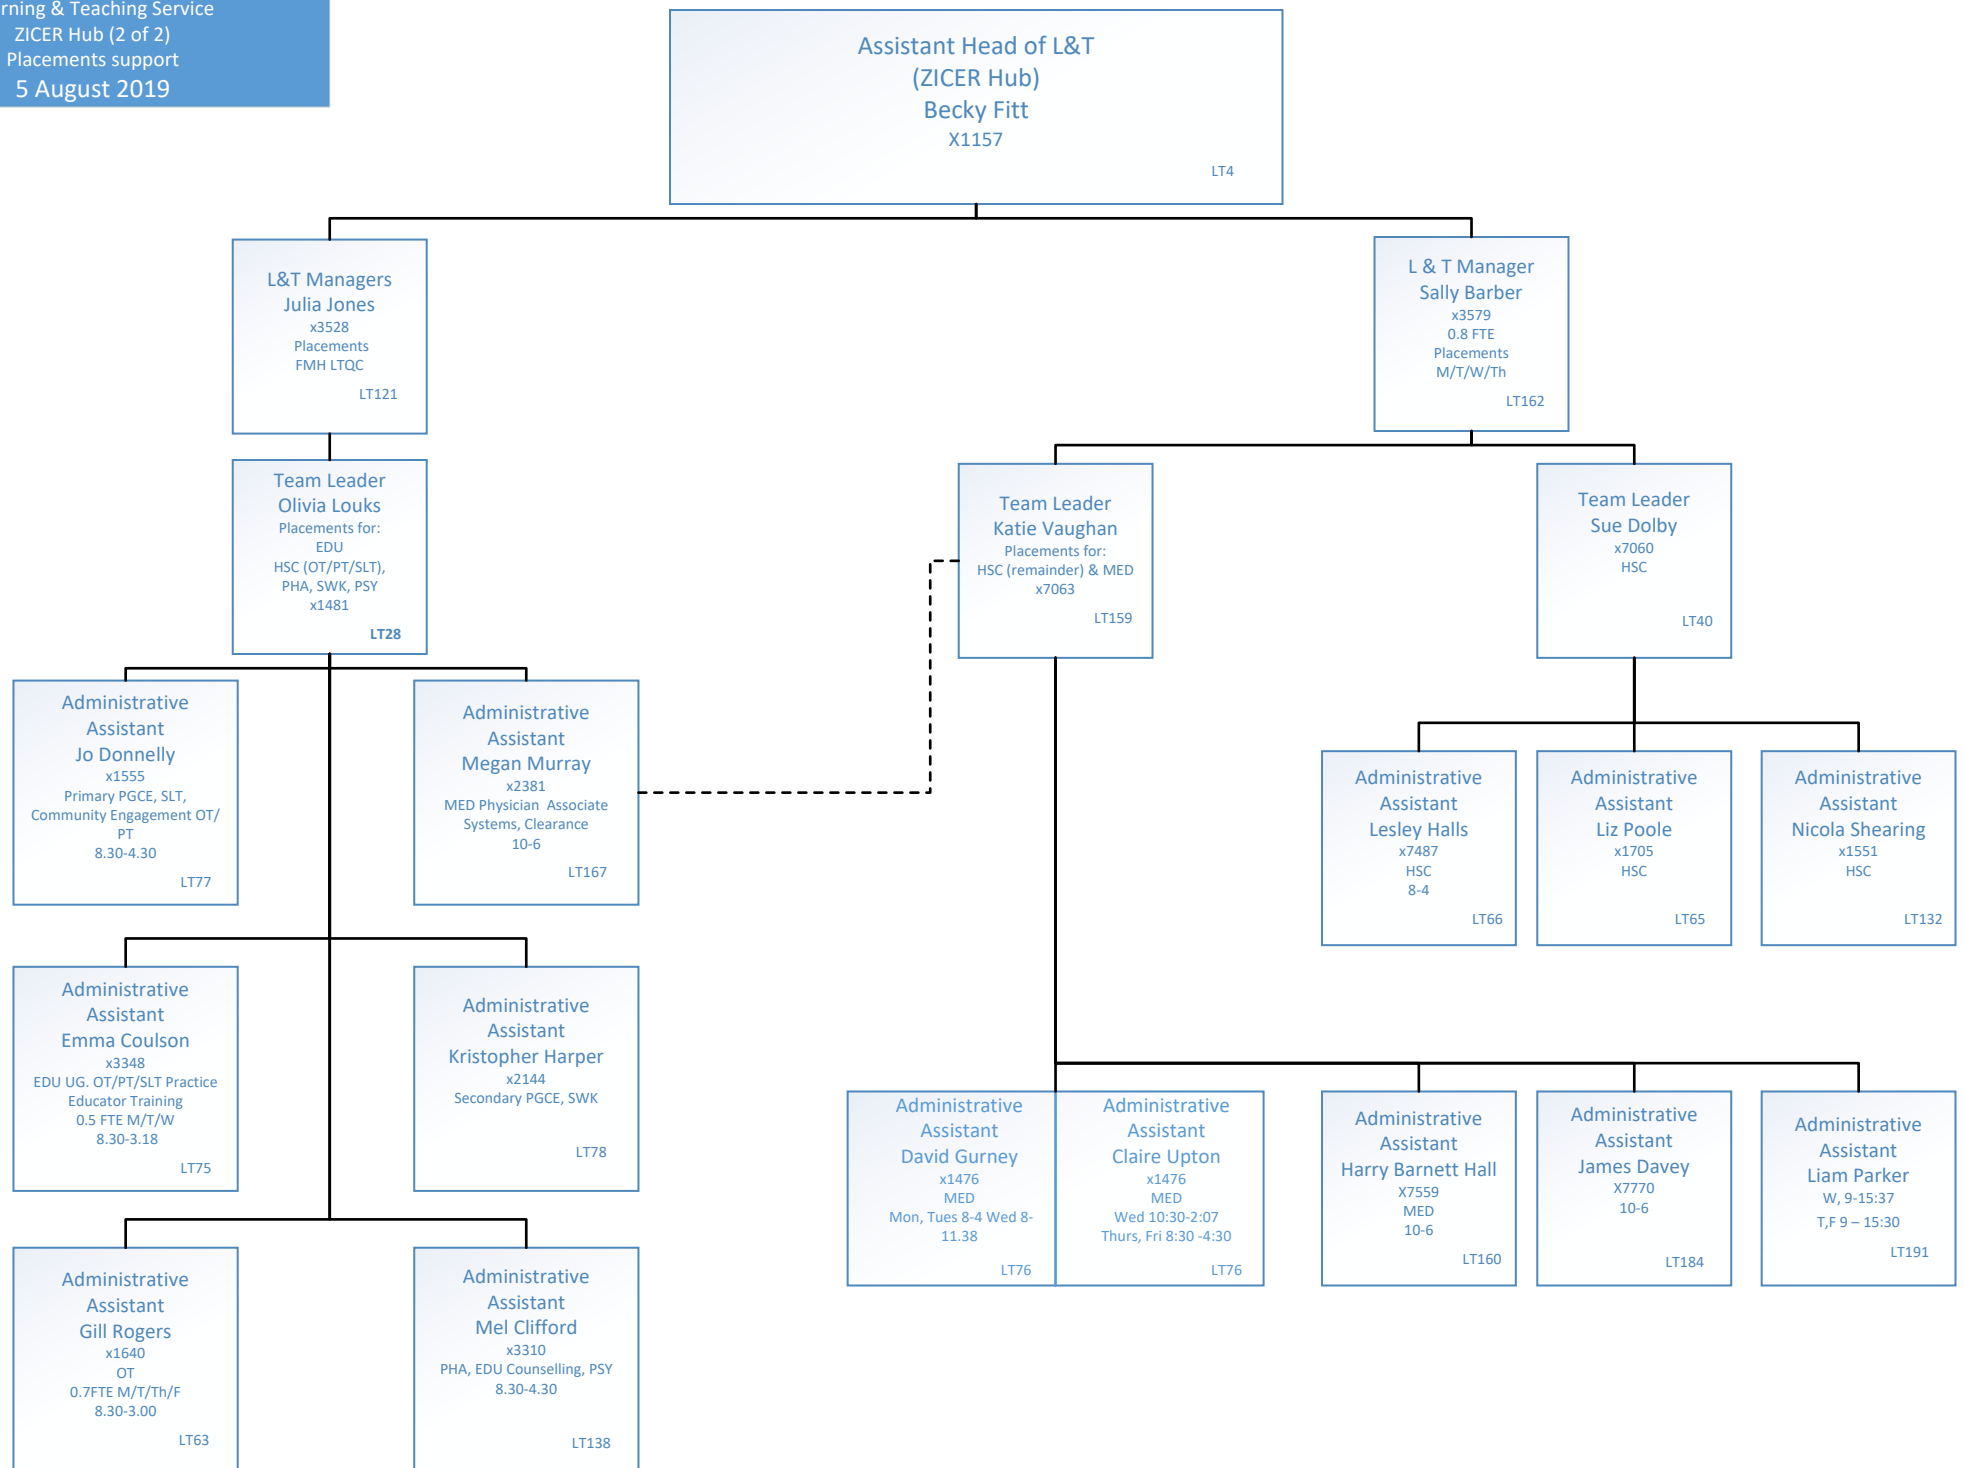 rning & Teaching Service
ZICER Hub (2 of 2)
Placements support
5 August 2019
Assistant Head of L&T
(ZICER Hub)
Becky Fitt
X1157
LT4
L&T Managers
Julia Jones
x3528
Placements
FMH LTQC
LT121
L & T Manager
Sally Barber
x3579
0.8 FTE
Placements
M/T/W/Th
LT162
Team Leader
Olivia Louks
Placements for:
EDU
HSC (OT/PT/SLT),
PHA, SWK, PSY
x1481
LT28
Team Leader
Katie Vaughan
Placements for:
HSC (remainder) & MED
x7063
LT159
Team Leader
Sue Dolby
x7060
HSC
LT40
Administrative
Assistant
Jo Donnelly
x1555
Primary PGCE, SLT,
Community Engagement OT/
PT
8.30-4.30
LT77
Administrative
Assistant
Megan Murray
x2381
MED Physician  Associate
Systems, Clearance
10-6
LT167
Administrative
Assistant
Lesley Halls
x7487
HSC
8-4
LT66
Administrative
Assistant
Liz Poole
x1705
HSC
LT65
Administrative
Assistant
Nicola Shearing
x1551
HSC
LT132
Administrative
Assistant
Emma Coulson
x3348
EDU UG. OT/PT/SLT Practice
Educator Training
0.5 FTE M/T/W
8.30-3.18
LT75
Administrative
Assistant
Kristopher Harper
x2144
Secondary PGCE, SWK
LT78
Administrative
Assistant
David Gurney
x1476
MED
Mon, Tues 8-4 Wed 8-
11.38
LT76
Administrative
Assistant
Claire Upton
x1476
MED
Wed 10:30-2:07
Thurs, Fri 8:30 -4:30
LT76
Administrative
Assistant
Harry Barnett Hall
X7559
MED
10-6
LT160
Administrative
Assistant
James Davey
X7770
10-6
LT184
Administrative
Assistant
Liam Parker
W, 9-15:37
T,F 9 – 15:30
LT191
Administrative
Assistant
Gill Rogers
x1640
OT
0.7FTE M/T/Th/F
8.30-3.00
LT63
Administrative
Assistant
Mel Clifford
x3310
PHA, EDU Counselling, PSY
8.30-4.30
LT138